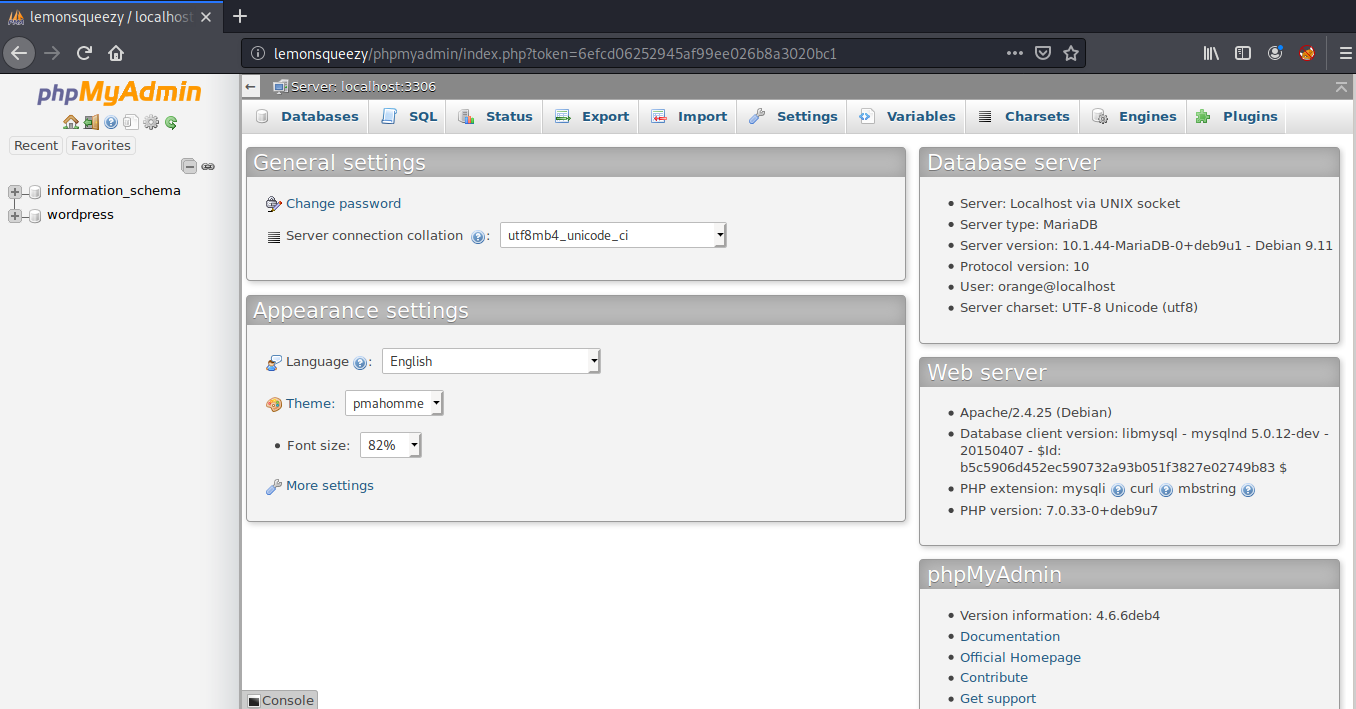 lemonsqueezy / localhost
lemonsqueezy/phpmyadmin/index.php?token=6efcd06252945af99ee026b8a3020bc1
phpMyAdmin
Recent Favorites
information_schema
wordpress
Server: localhost:3306
Databases SQL Status Export Import Settings Variables Charsets Engines Plugins
General settings
Change password
Server connection collation : utf8mb4_unicode_ci
Appearance settings
Language : English
Theme: pmahomme
• Font size: 82%
More settings
Console
Database server
• Server: Localhost via UNIX socket
• Server type: MariaDB
• Server version: 10.1.44-MariaDB-0+deb9u1 - Debian 9.11
• Protocol version: 10
• User: orange@localhost
• Server charset: UTF-8 Unicode (utf8)
Web server
• Apache/2.4.25 (Debian)
• Database client version: libmysql - mysqlnd 5.0.12-dev -
20150407 - $Id:
b5c5906d452ec590732a93b051f3827e02749b83 $
• PHP extension: mysqli curl mbstring
• PHP version: 7.0.33-0+deb9u7
phpMyAdmin
• Version information: 4.6.6deb4
• Documentation
• Official Homepage
• Contribute
• Get support